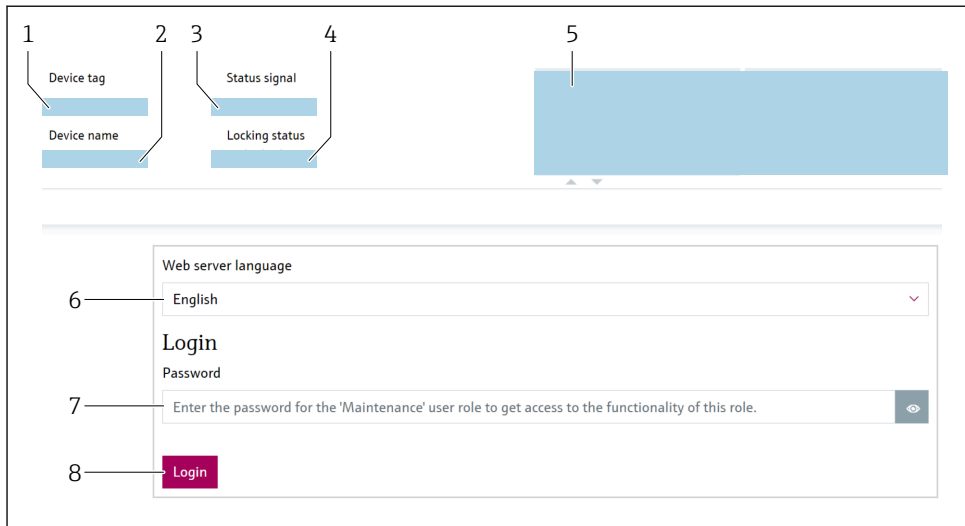 1 2 3 4 5
Device tag Status signal
Device name Locking status
Web server language
6 English
Login
Password
7 Enter the password for the 'Maintenance' user role to get access to the functionality of this role.
8 Login